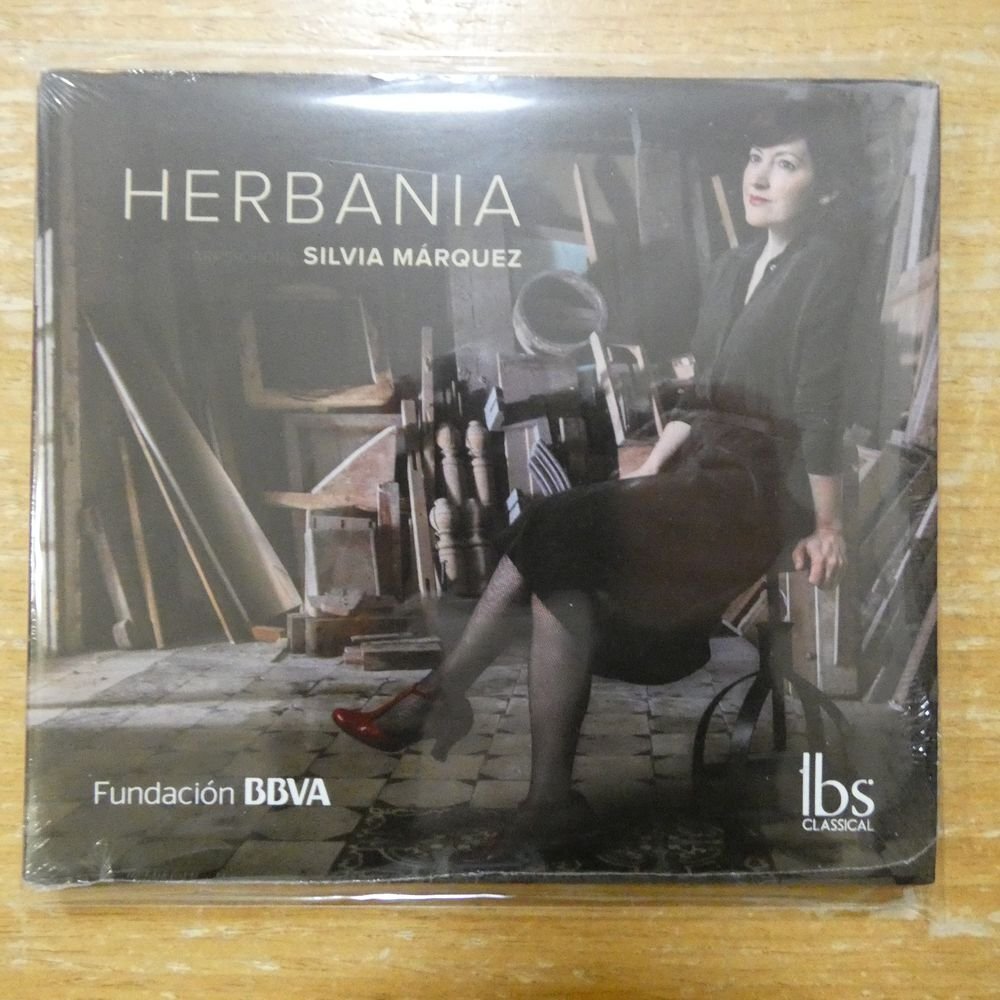 HERBANIA
SILVIA MÁRQUEZ
Fundación BBVA
ibs
CLASSICAL